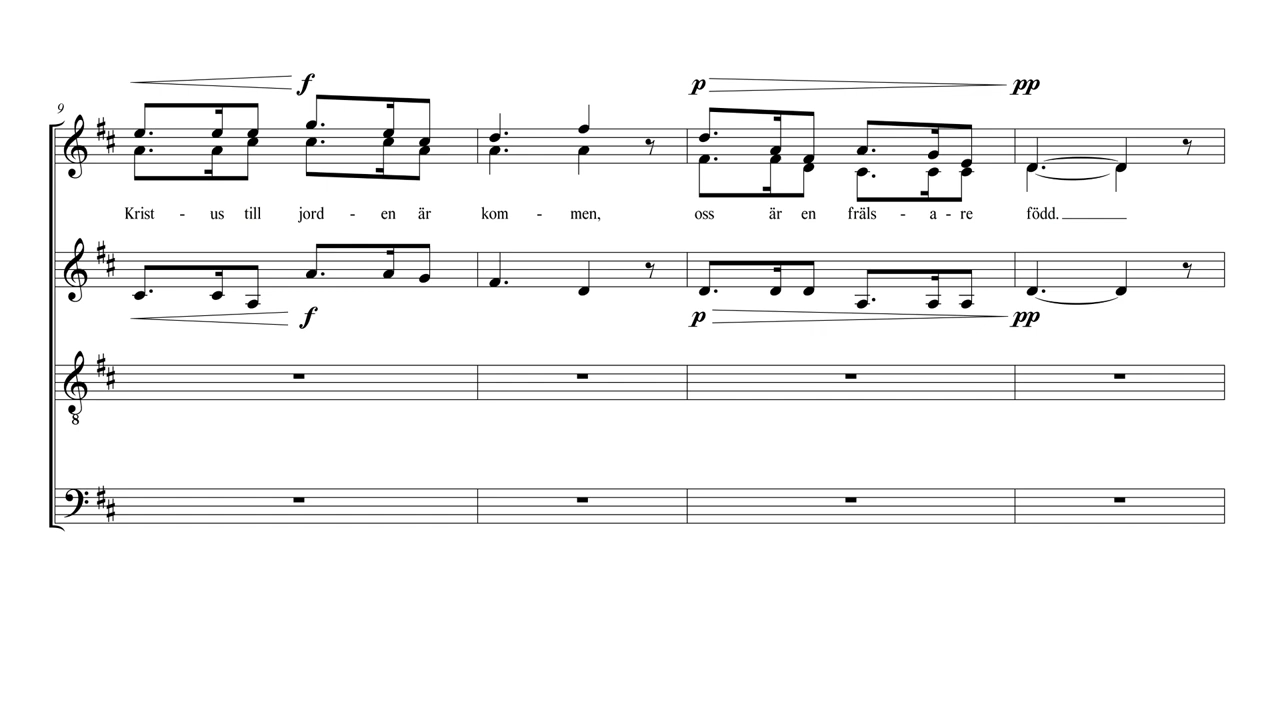 f p pp
9
Krist - us till jord - en är kom - men, oss är en fräls - a - re född.
f p pp
8